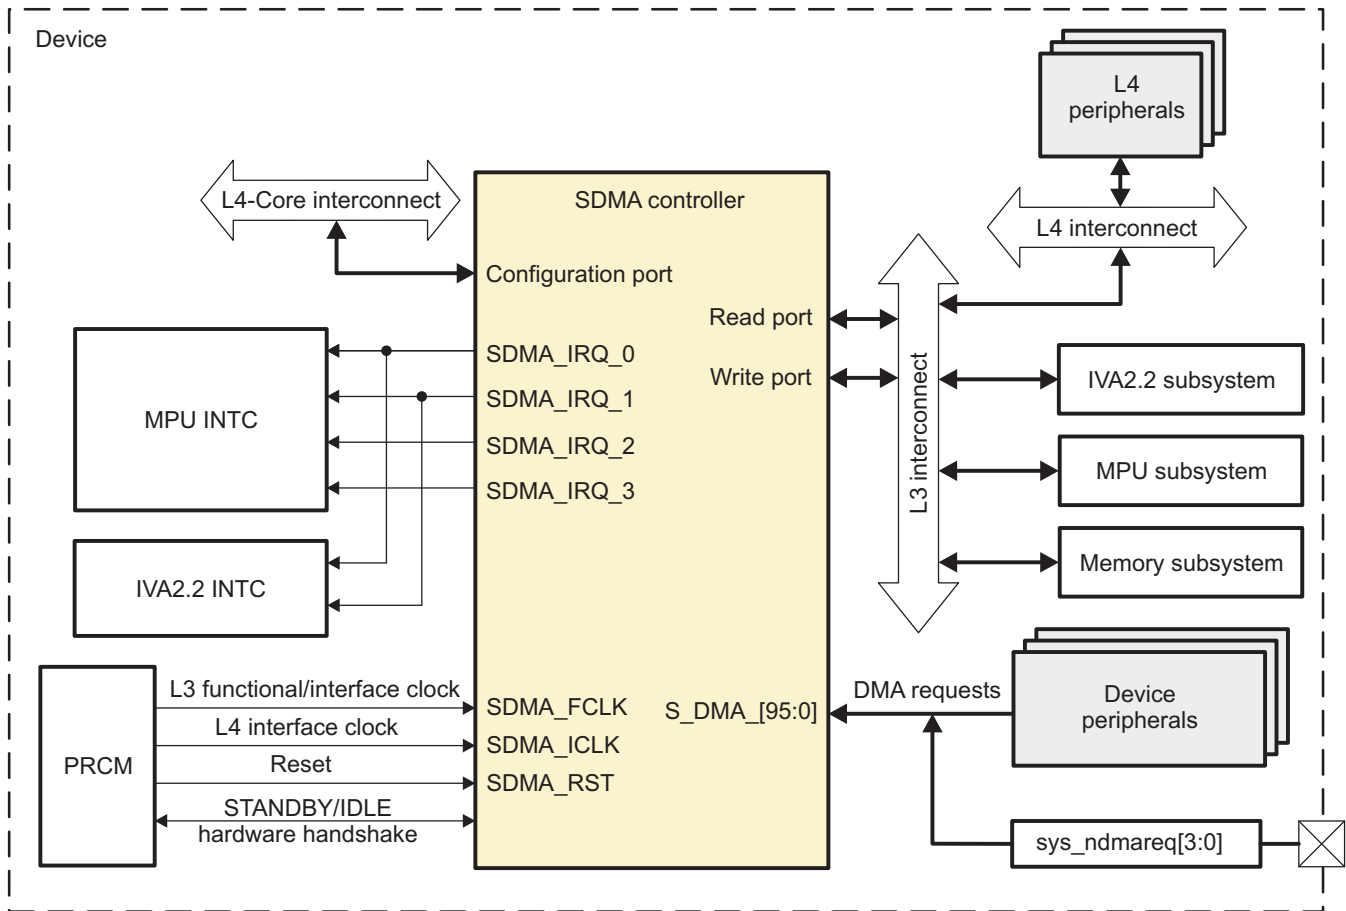 Device
L4
peripherals
L4-Core interconnect
SDMA controller
L4 interconnect
Configuration port
Read port
Write port
L3 interconnect
SDMA_IRQ_0
SDMA_IRQ_1
SDMA_IRQ_2
SDMA_IRQ_3
MPU INTC
IVA2.2 INTC
IVA2.2 subsystem
MPU subsystem
Memory subsystem
PRCM
L3 functional/interface clock
L4 interface clock
Reset
STANDBY/IDLE
hardware handshake
SDMA_FCLK
SDMA_ICLK
SDMA_RST
S_DMA_[95:0]
DMA requests
Device
peripherals
sys_ndmareq[3:0]